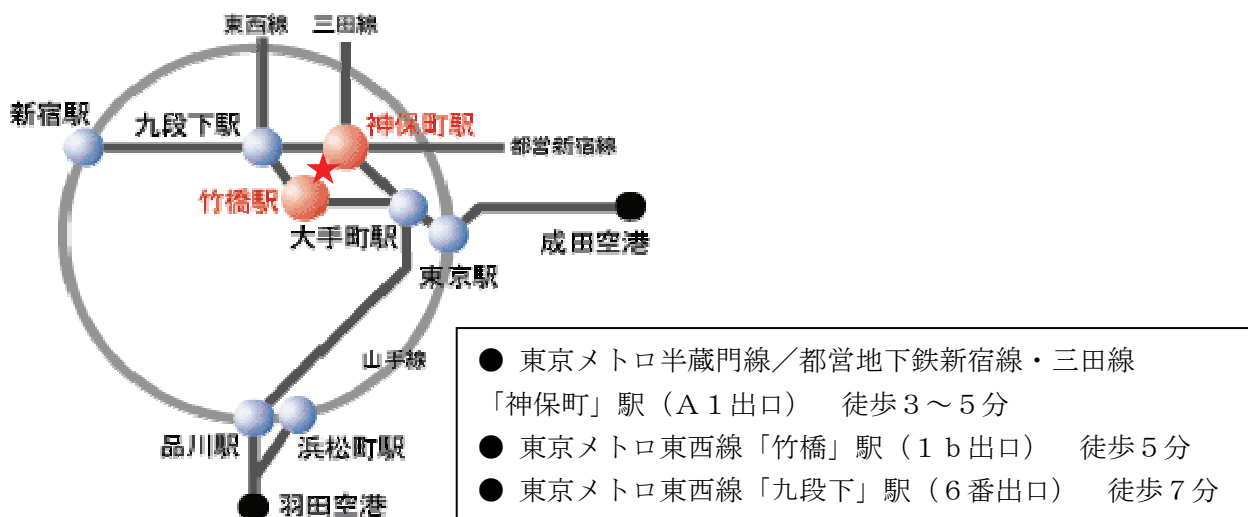 東西線
三田線
新宿駅
九段下駅
神保町駅
都営新宿線
竹橋駅
大手町駅
成田空港
東京駅
山手線
品川駅
浜松町駅
羽田空港
● 東京メトロ半蔵門線／都営地下鉄新宿線・三田線
「神保町」駅（Ａ１出口）　徒歩３～５分
● 東京メトロ東西線「竹橋」駅（１ｂ出口）　徒歩５分
● 東京メトロ東西線「九段下」駅（６番出口）　徒歩７分